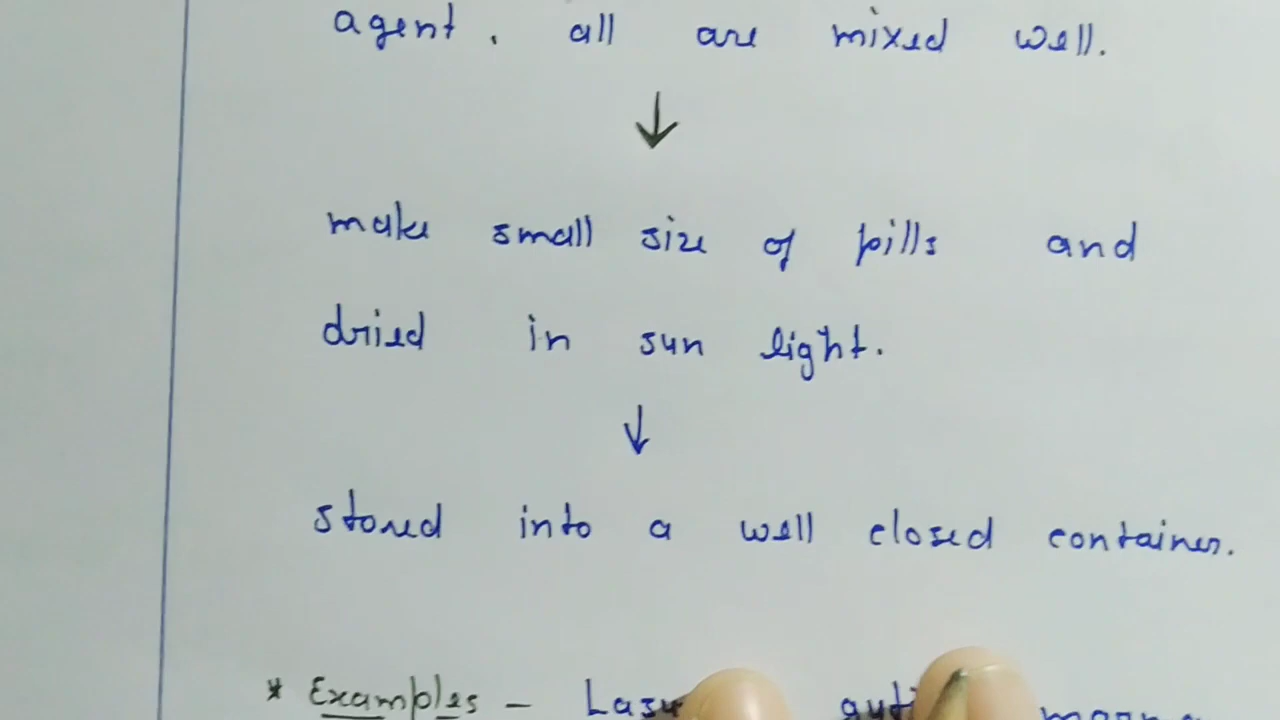 agent. all are mixed well.
↓
make small size of pills and
dried in sun light.
↓
stored into a well closed container.
* Examples -